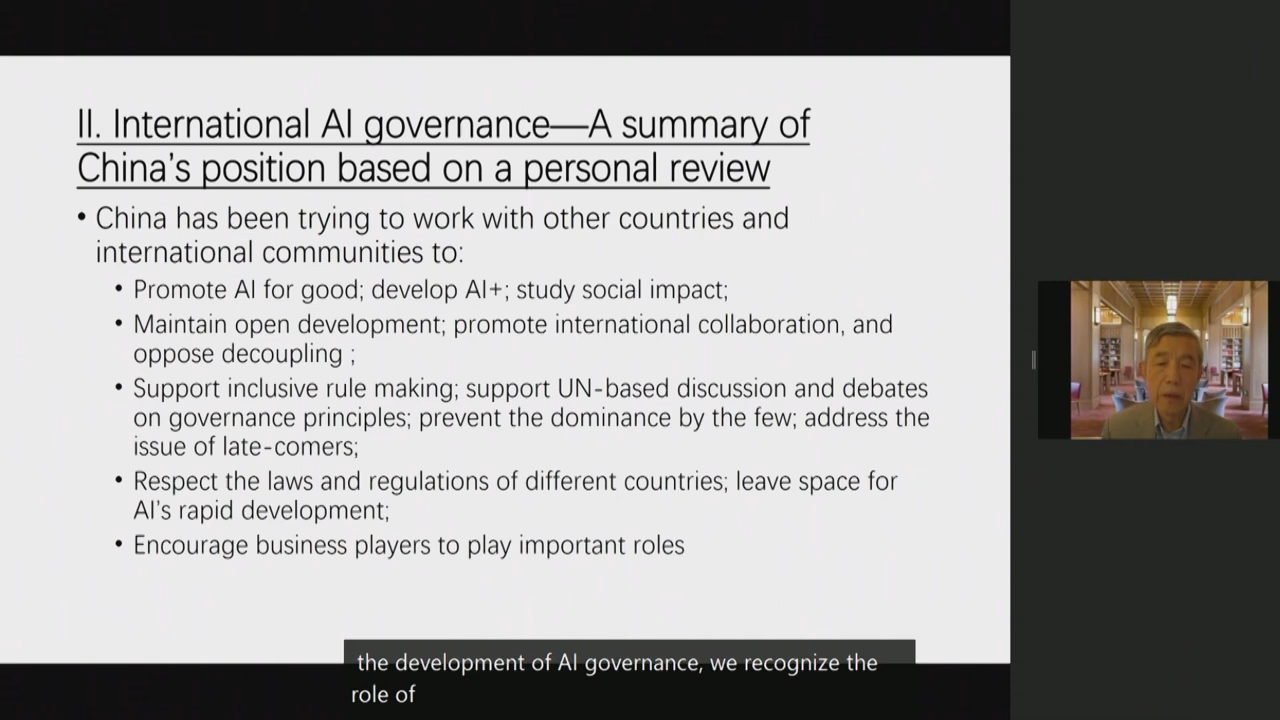 II. International AI governance—A summary of
China's position based on a personal review
• China has been trying to work with other countries and
international communities to:
• Promote AI for good; develop AI+; study social impact;
• Maintain open development; promote international collaboration, and
oppose decoupling ;
• Support inclusive rule making; support UN-based discussion and debates
on governance principles; prevent the dominance by the few; address the
issue of late-comers;
• Respect the laws and regulations of different countries; leave space for
AI's rapid development;
• Encourage business players to play important roles
the development of AI governance, we recognize the
role of